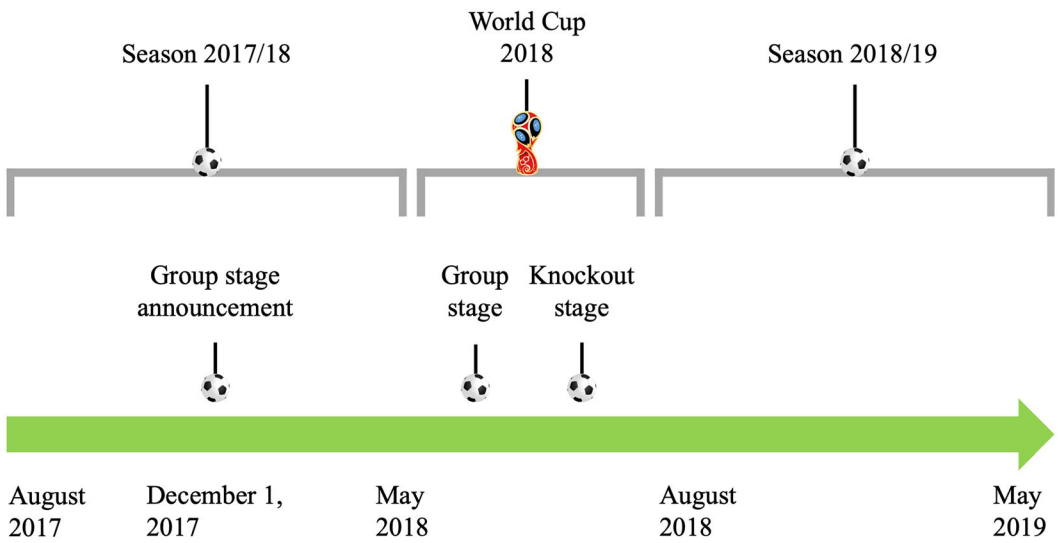 Season 2017/18
World Cup
2018
Season 2018/19
Group stage
announcement
Group
stage
Knockout
stage
August
2017
December 1,
2017
May
2018
August
2018
May
2019